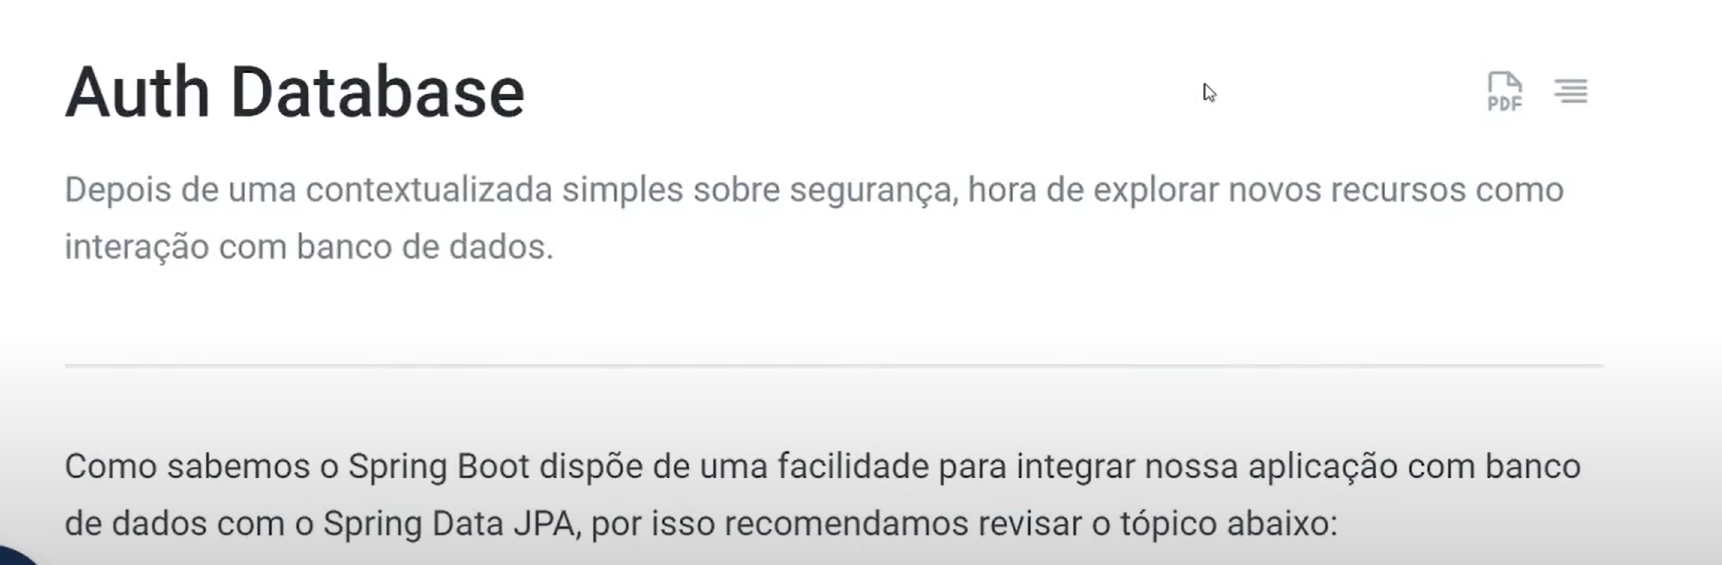 Auth Database
PDF
Depois de uma contextualizada simples sobre segurança, hora de explorar novos recursos como
interação com banco de dados.
Como sabemos o Spring Boot dispõe de uma facilidade para integrar nossa aplicação com banco
de dados com o Spring Data JPA, por isso recomendamos revisar o tópico abaixo: